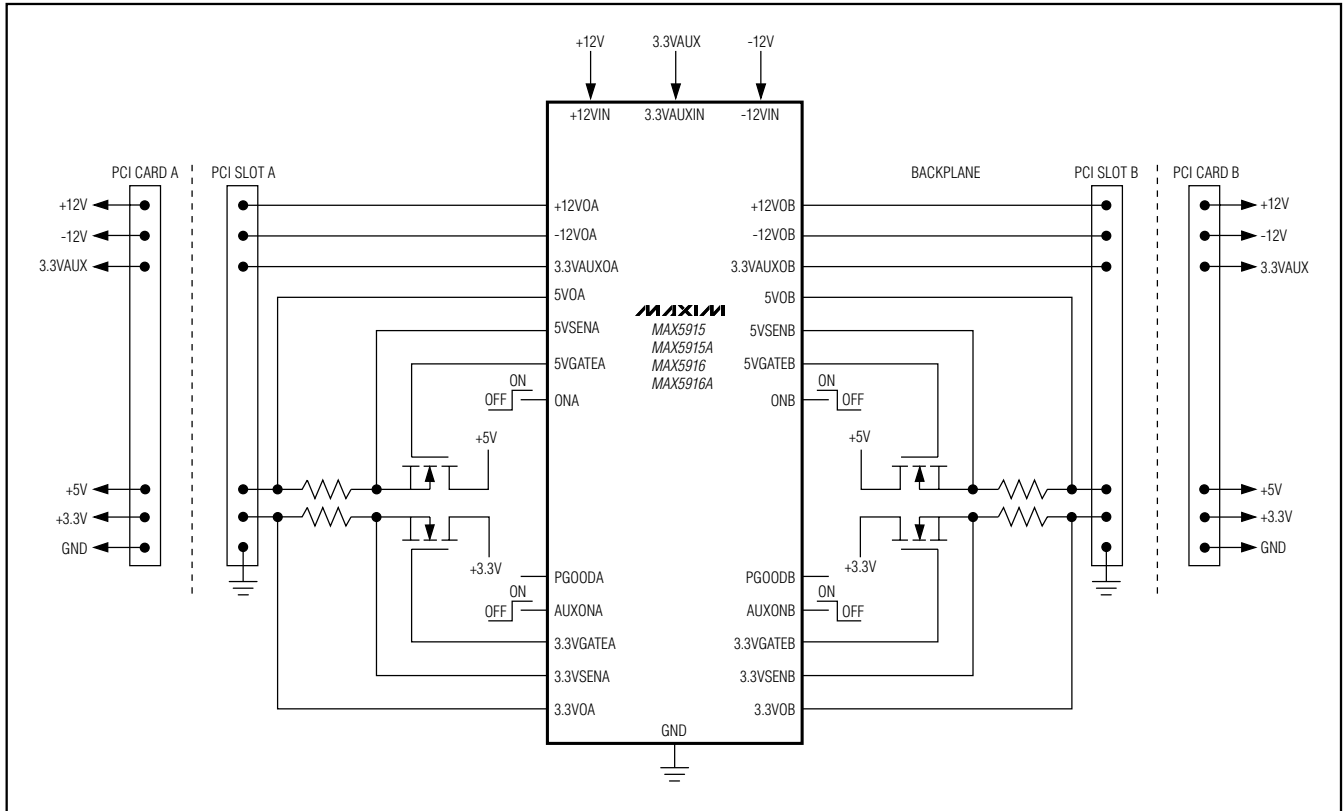 +12V 3.3VAUX -12V
+12VIN 3.3VAUXIN -12VIN
PCI CARD A PCI SLOT A BACKPLANE PCI SLOT B PCI CARD B
+12V +12VOA +12VOB +12V
-12V -12VOA -12VOB -12V
3.3VAUX 3.3VAUXOA 3.3VAUXOB 3.3VAUX
5VOA 5VOB
MAXIM
5VSENA MAX5915 5VSENB
MAX5915A
5VGATEA MAX5916 5VGATEB
MAX5916A
ON ON
OFF ONA ONB OFF
+5V +5V
+5V +5V
+3.3V +3.3V
GND GND
+3.3V +3.3V
PGOODA PGOODB
ON ON
OFF AUXONA AUXONB OFF
3.3VGATEA 3.3VGATEB
3.3VSENA 3.3VSENB
3.3VOA 3.3VOB
GND